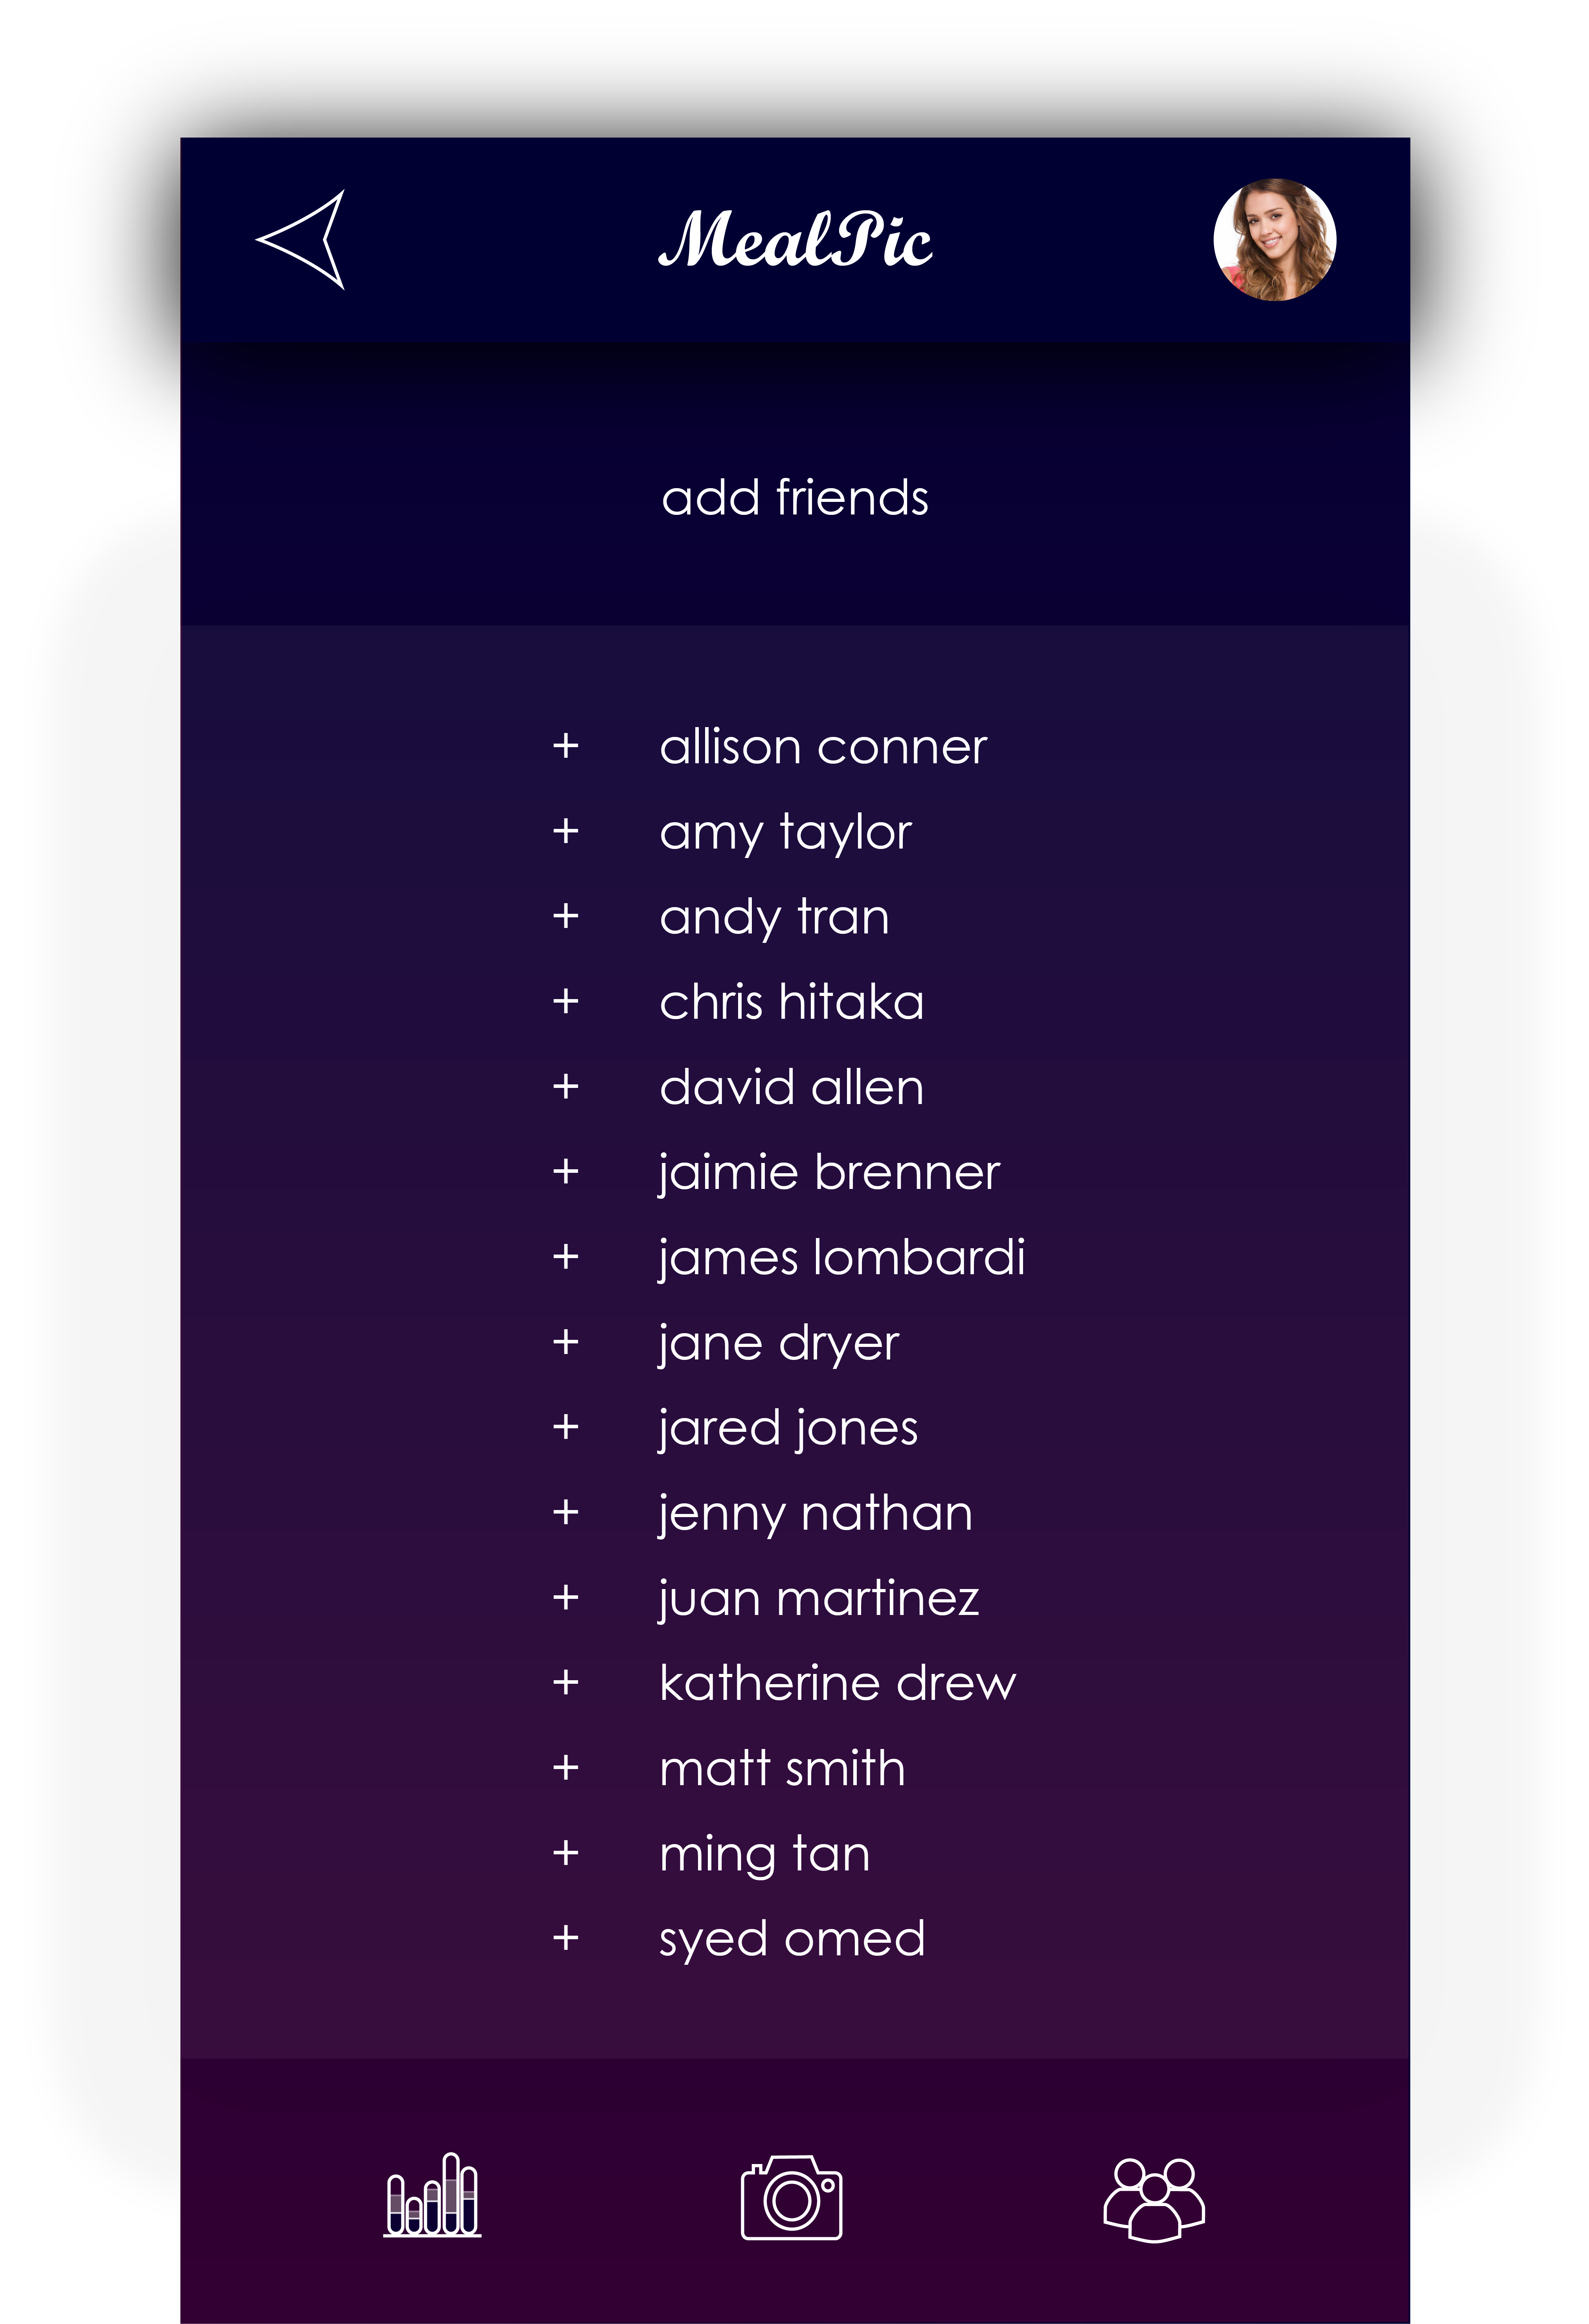 MealPic
add friends
+ allison conner
+ amy taylor
+ andy tran
+ chris hitaka
+ david allen
+ jaimie brenner
+ james lombardi
+ jane dryer
+ jared jones
+ jenny nathan
+ juan martinez
+ katherine drew
+ matt smith
+ ming tan
+ syed omed